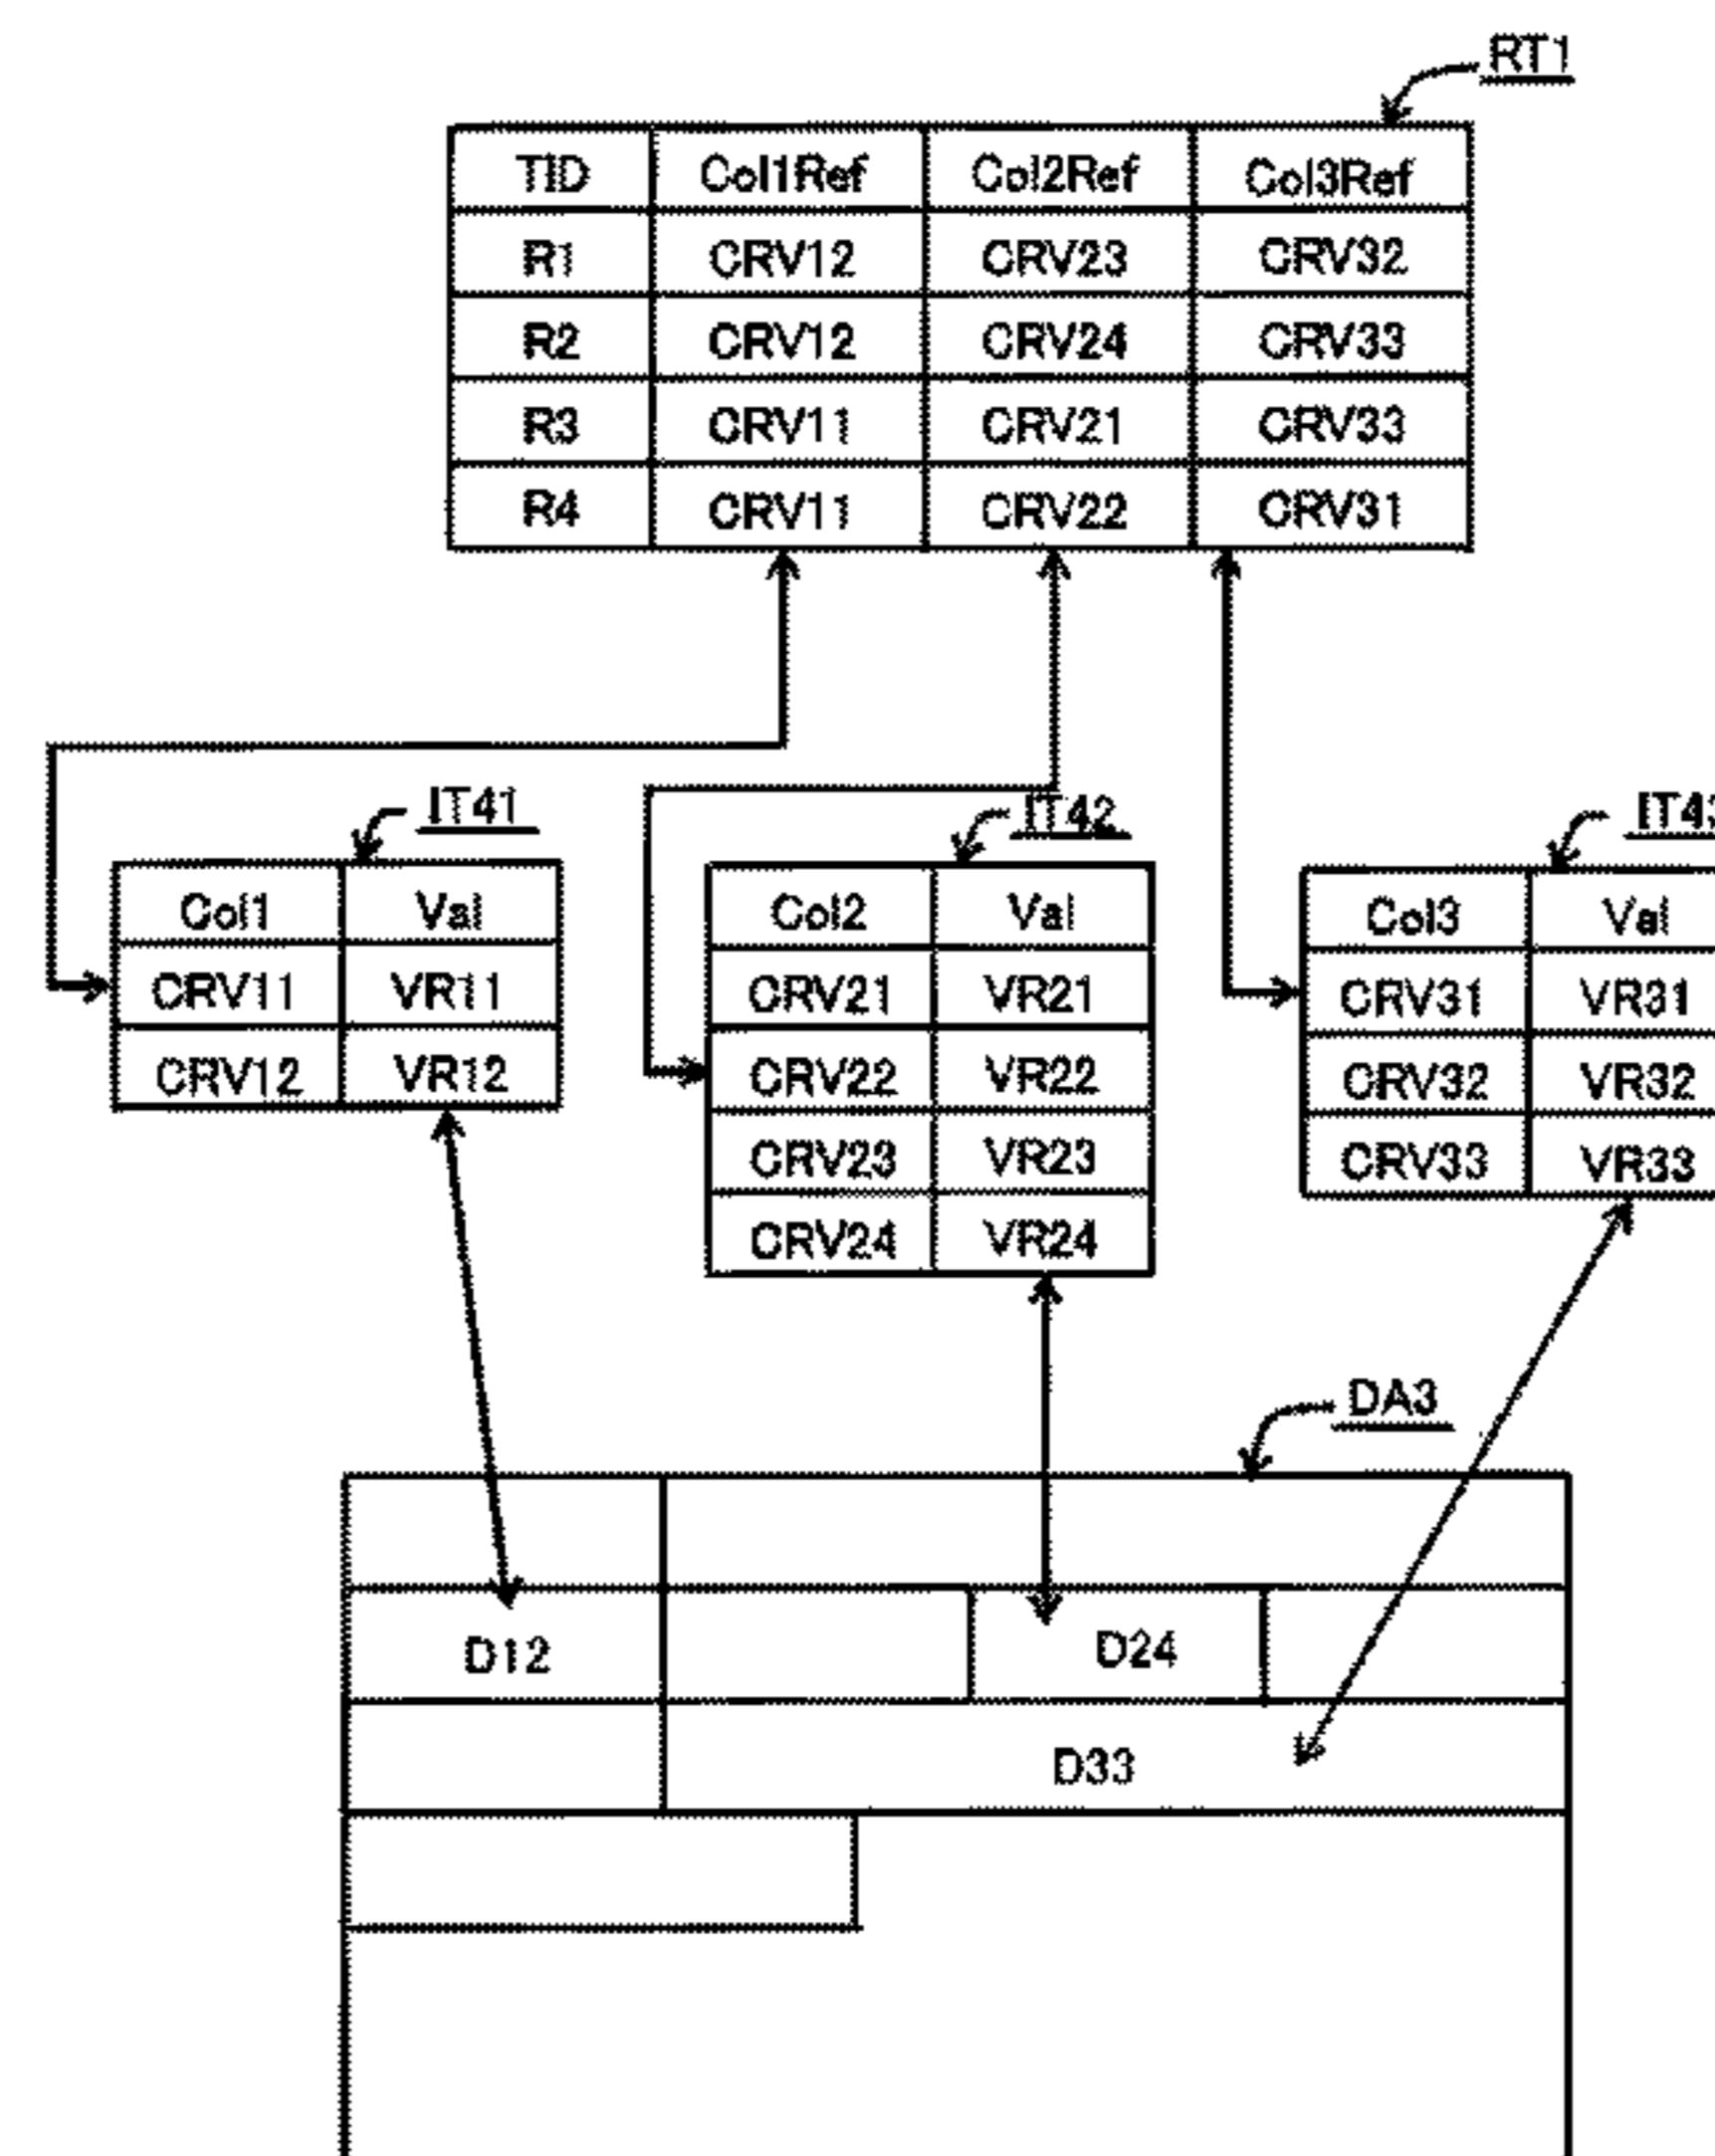 RT1
TID Col1Ref Col2Ref Col3Ref
R1 CRV12 CRV23 CRV32
R2 CRV12 CRV24 CRV33
R3 CRV11 CRV21 CRV33
R4 CRV11 CRV22 CRV31
IT41
Col1 Val
CRV11 VR11
CRV12 VR12
IT42
Col2 Val
CRV21 VR21
CRV22 VR22
CRV23 VR23
CRV24 VR24
IT43
Col3 Val
CRV31 VR31
CRV32 VR32
CRV33 VR33
DA3
D12 D24
D33